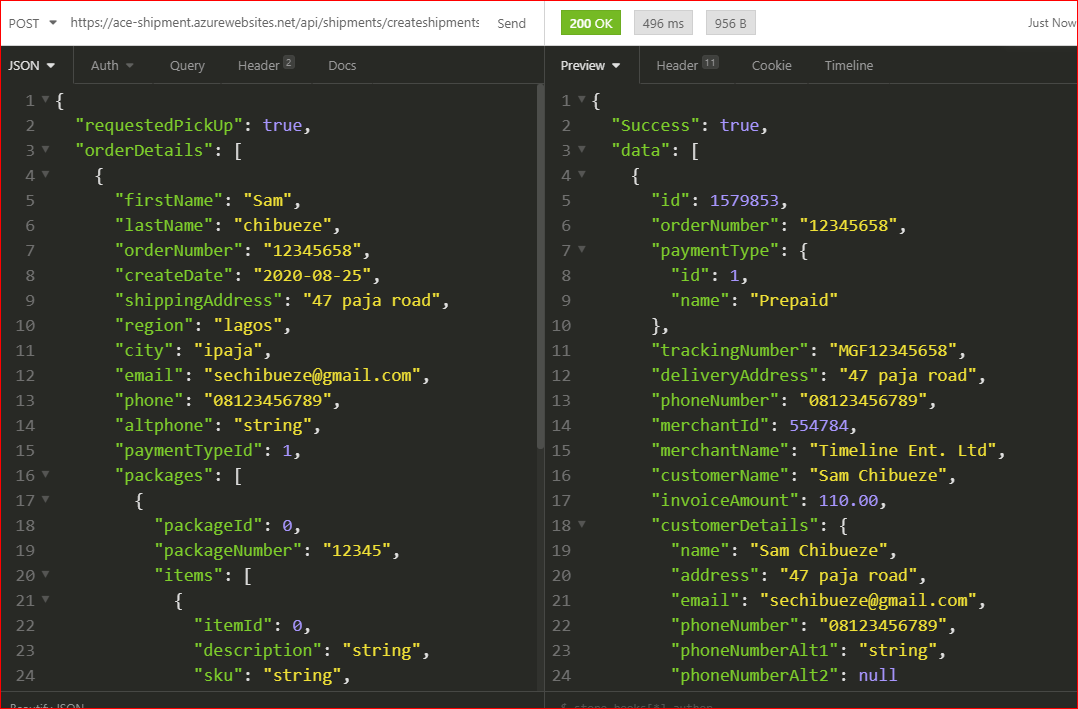 POST https://ace-shipment.azurewebsites.net/api/shipments/createshipments Send
200 OK 496 ms 956 B Just Now
JSON Auth Query Header 2 Docs
Preview Header 11 Cookie Timeline
1 {
2 "requestedPickUp": true,
3 "orderDetails": [
4 {
5 "firstName": "Sam",
6 "lastName": "chibueze",
7 "orderNumber": "12345658",
8 "createDate": "2020-08-25",
9 "shippingAddress": "47 paja road",
10 "region": "lagos",
11 "city": "ipaja",
12 "email": "sechibueze@gmail.com",
13 "phone": "08123456789",
14 "altphone": "string",
15 "paymentTypeId": 1,
16 "packages": [
17 {
18 "packageId": 0,
19 "packageNumber": "12345",
20 "items": [
21 {
22 "itemId": 0,
23 "description": "string",
24 "sku": "string",
Beautify JSON
1 {
2 "Success": true,
3 "data": [
4 {
5 "id": 1579853,
6 "orderNumber": "12345658",
7 "paymentType": {
8 "id": 1,
9 "name": "Prepaid"
10 },
11 "trackingNumber": "MGF12345658",
12 "deliveryAddress": "47 paja road",
13 "phoneNumber": "08123456789",
14 "merchantId": 554784,
15 "merchantName": "Timeline Ent. Ltd",
16 "customerName": "Sam Chibueze",
17 "invoiceAmount": 110.00,
18 "customerDetails": {
19 "name": "Sam Chibueze",
20 "address": "47 paja road",
21 "email": "sechibueze@gmail.com",
22 "phoneNumber": "08123456789",
23 "phoneNumberAlt1": "string",
24 "phoneNumberAlt2": null
$.store.books[*].author